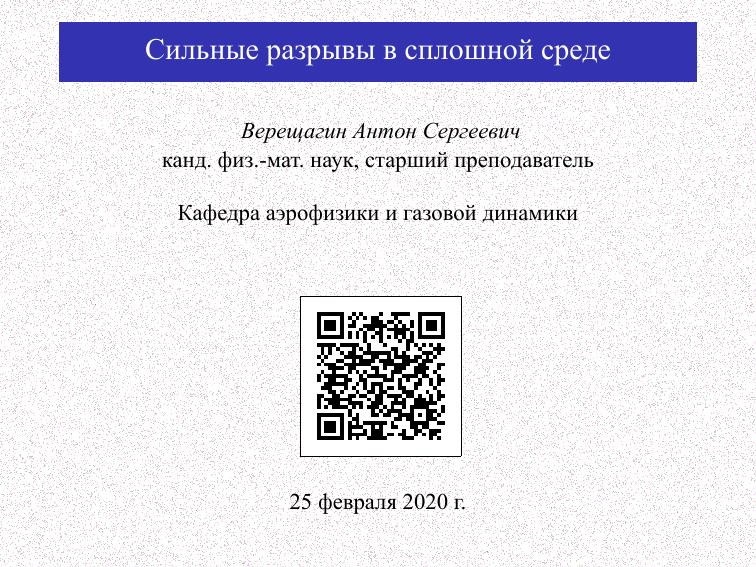 Сильные разрывы в сплошной среде
Верещагин Антон Сергеевич
канд. физ.-мат. наук, старший преподаватель
Кафедра аэрофизики и газовой динамики
25 февраля 2020 г.